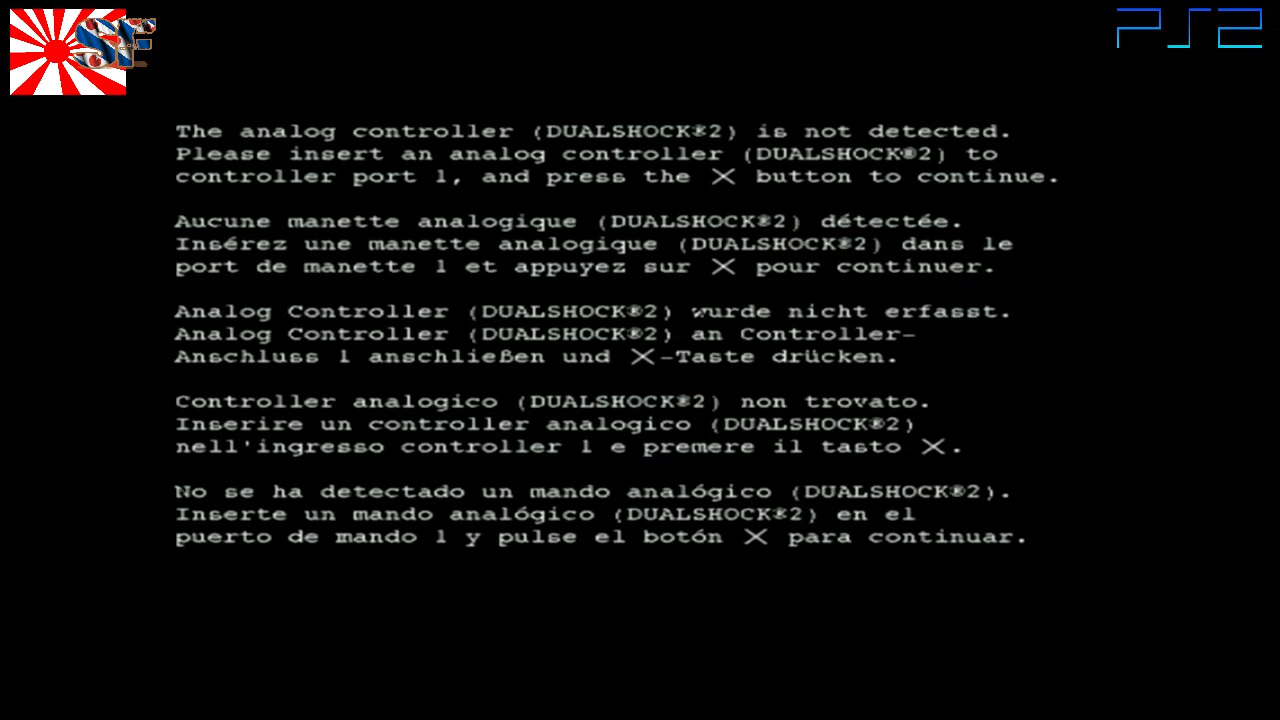 SF
PS2
The analog controller (DUALSHOCK®2) is not detected.
Please insert an analog controller (DUALSHOCK®2) to
controller port 1, and press the ✕ button to continue.
Aucune manette analogique (DUALSHOCK®2) détectée.
Insérez une manette analogique (DUALSHOCK®2) dans le
port de manette 1 et appuyez sur ✕ pour continuer.
Analog Controller (DUALSHOCK®2) wurde nicht erfasst.
Analog Controller (DUALSHOCK®2) an Controller-
Anschluss 1 anschließen und ✕-Taste drücken.
Controller analogico (DUALSHOCK®2) non trovato.
Inserire un controller analogico (DUALSHOCK®2)
nell'ingresso controller 1 e premere il tasto ✕.
No se ha detectado un mando analógico (DUALSHOCK®2).
Inserte un mando analógico (DUALSHOCK®2) en el
puerto de mando 1 y pulse el botón ✕ para continuar.